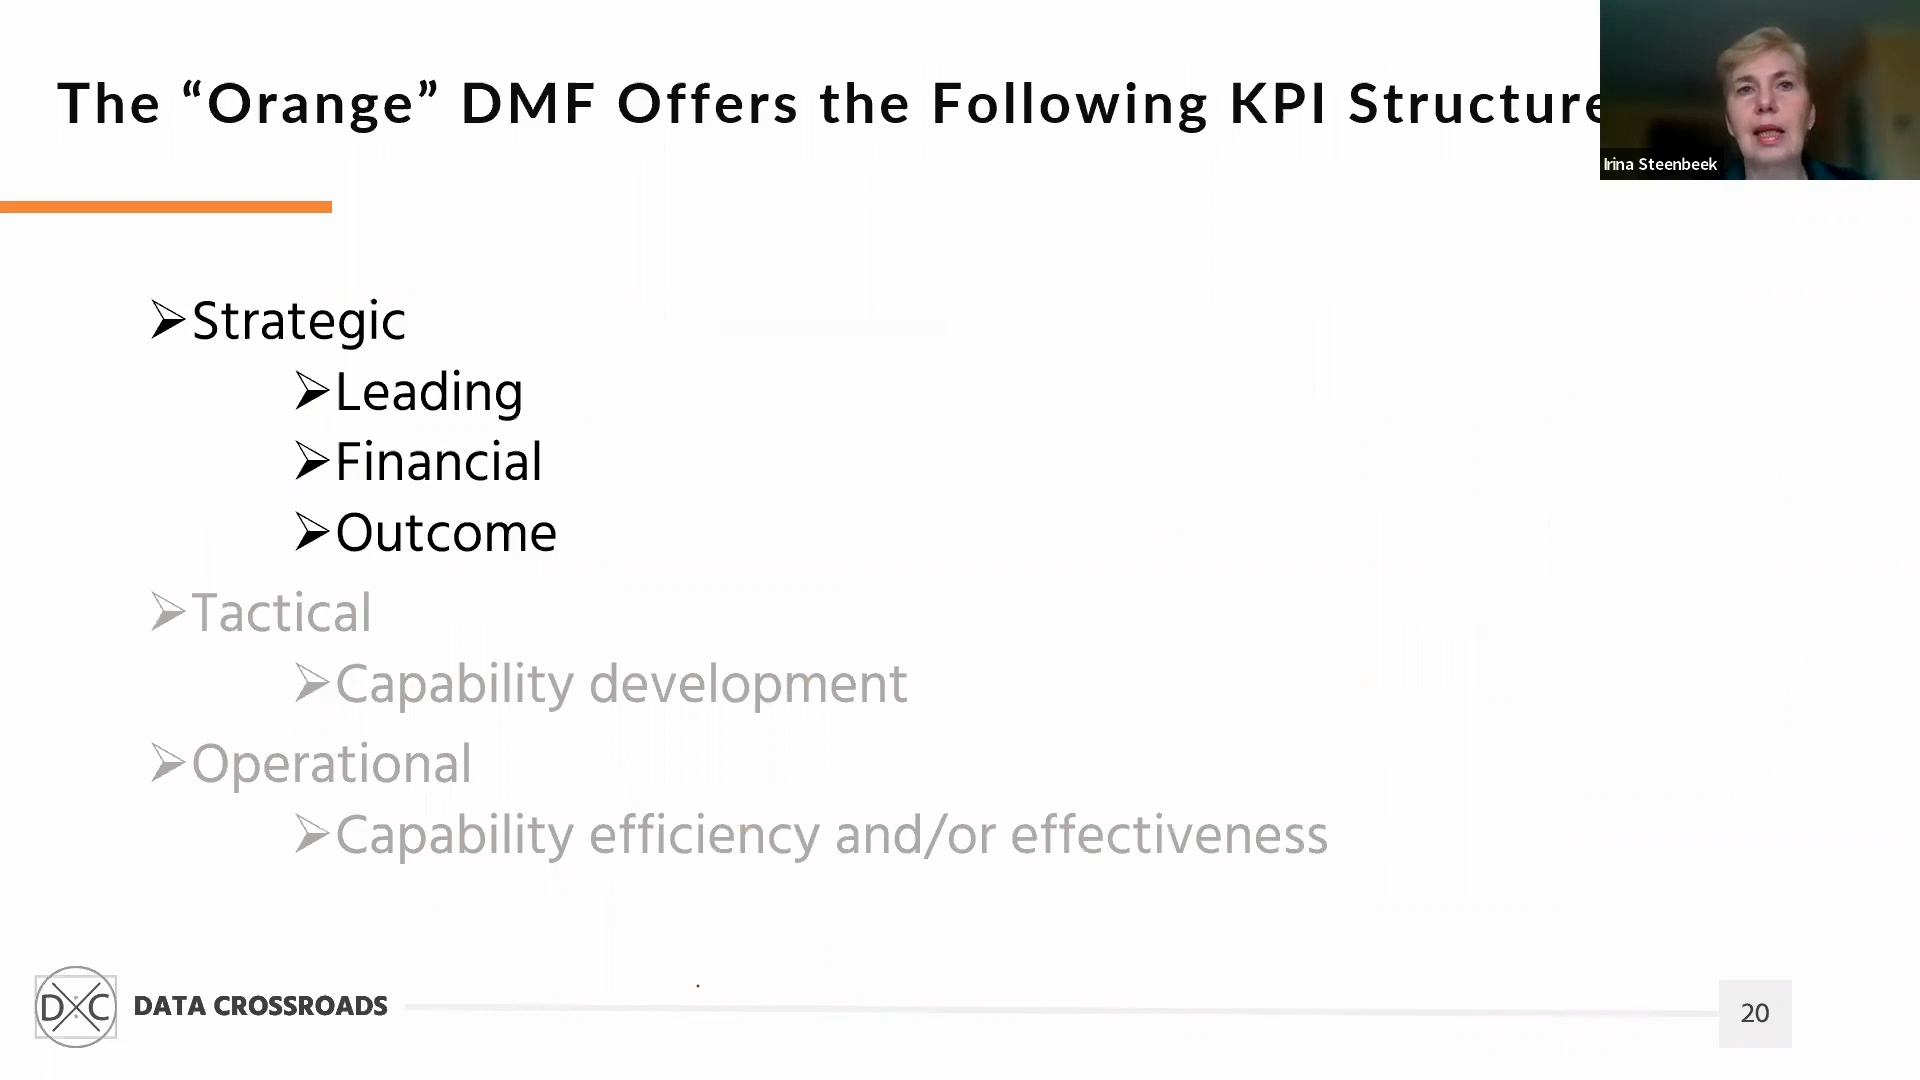 The “Orange” DMF Offers the Following KPI Structure
Irina Steenbeek
➢Strategic
➢Leading
➢Financial
➢Outcome
➢Tactical
➢Capability development
➢Operational
➢Capability efficiency and/or effectiveness
DXC
DATA CROSSROADS
20